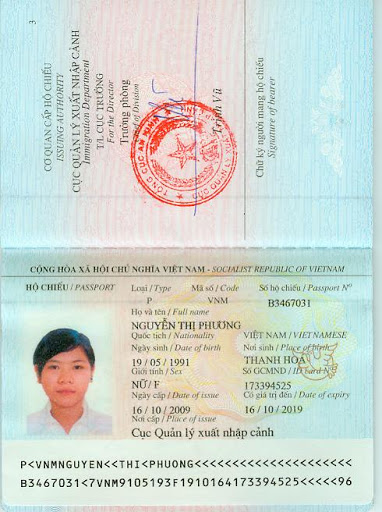 3
CƠ QUAN CẤP HỘ CHIẾU
ISSUING AUTHORITY
CỤC QUẢN LÝ XUẤT NHẬP CẢNH
Immigration Department
T/L CỤC TRƯỞNG
For the Director
Trưởng phòng
of Division
Trịnh Vũ
Chữ ký người mang hộ chiếu
Signature of bearer
CỘNG HÒA XÃ HỘI CHỦ NGHĨA VIỆT NAM - SOCIALIST REPUBLIC OF VIETNAM
HỘ CHIẾU / PASSPORT Loại / Type Mã số / Code Số hộ chiếu / Passport Nº
P VNM B3467031
Họ và tên / Full name
NGUYỄN THỊ PHƯƠNG
Quốc tịch / Nationality VIỆT NAM / VIETNAMESE
Ngày sinh / Date of birth Nơi sinh / Place of birth
19 / 05 / 1991 THANH HÓA
Giới tính / Sex Số GCMND / ID card Nº
NỮ / F 173394525
Ngày cấp / Date of issue Có giá trị đến / Date of expiry
16 / 10 / 2009 16 / 10 / 2019
Nơi cấp / Place of issue
Cục Quản lý xuất nhập cảnh
P<VNMNGUYEN<<THI<PHUONG<<<<<<<<<<<<<<<<<<<<<
B3467031<7VNM9105193F1910164173394525<<<<<96